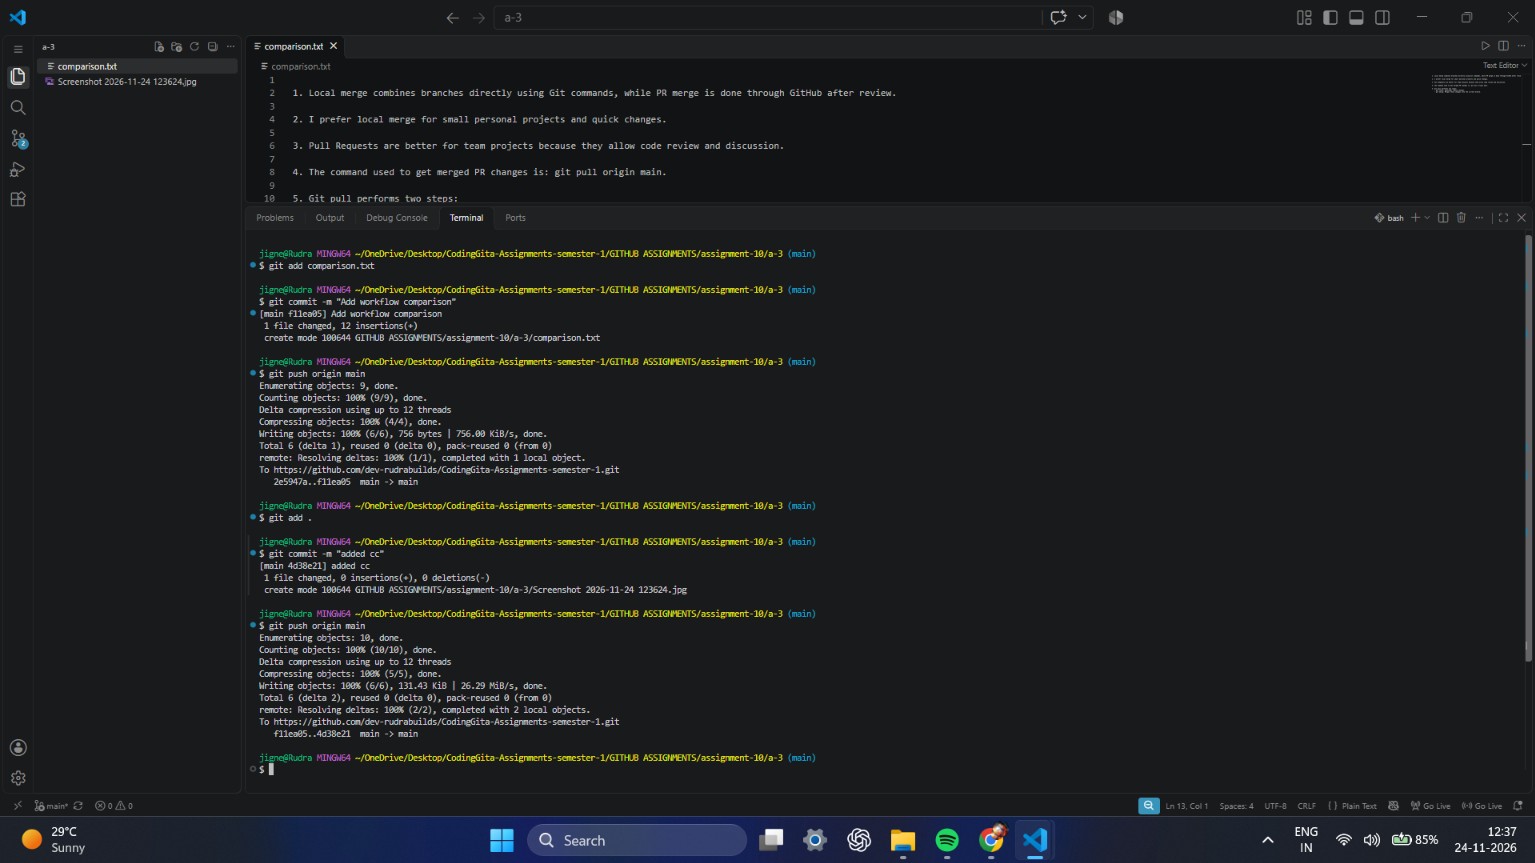 a-3
a-3
comparison.txt
Screenshot 2026-11-24 123624.jpg
2
comparison.txt
comparison.txt
Text Editor
1
2 1. Local merge combines branches directly using Git commands, while PR merge is done through GitHub after review.
3
4 2. I prefer local merge for small personal projects and quick changes.
5
6 3. Pull Requests are better for team projects because they allow code review and discussion.
7
8 4. The command used to get merged PR changes is: git pull origin main.
9
10 5. Git pull performs two steps:
Problems Output Debug Console Terminal Ports
bash
jigne@Rudra MINGW64 ~/OneDrive/Desktop/CodingGita-Assignments-semester-1/GITHUB ASSIGNMENTS/assignment-10/a-3 (main)
$ git add comparison.txt
jigne@Rudra MINGW64 ~/OneDrive/Desktop/CodingGita-Assignments-semester-1/GITHUB ASSIGNMENTS/assignment-10/a-3 (main)
$ git commit -m "Add workflow comparison"
[main f11ea05] Add workflow comparison
1 file changed, 12 insertions(+)
create mode 100644 GITHUB ASSIGNMENTS/assignment-10/a-3/comparison.txt
jigne@Rudra MINGW64 ~/OneDrive/Desktop/CodingGita-Assignments-semester-1/GITHUB ASSIGNMENTS/assignment-10/a-3 (main)
$ git push origin main
Enumerating objects: 9, done.
Counting objects: 100% (9/9), done.
Delta compression using up to 12 threads
Compressing objects: 100% (4/4), done.
Writing objects: 100% (6/6), 756 bytes | 756.00 KiB/s, done.
Total 6 (delta 1), reused 0 (delta 0), pack-reused 0 (from 0)
remote: Resolving deltas: 100% (1/1), completed with 1 local object.
To https://github.com/dev-rudrabuilds/CodingGita-Assignments-semester-1.git
2e5947a..f11ea05 main -> main
jigne@Rudra MINGW64 ~/OneDrive/Desktop/CodingGita-Assignments-semester-1/GITHUB ASSIGNMENTS/assignment-10/a-3 (main)
$ git add .
jigne@Rudra MINGW64 ~/OneDrive/Desktop/CodingGita-Assignments-semester-1/GITHUB ASSIGNMENTS/assignment-10/a-3 (main)
$ git commit -m "added cc"
[main 4d38e21] added cc
1 file changed, 0 insertions(+), 0 deletions(-)
create mode 100644 GITHUB ASSIGNMENTS/assignment-10/a-3/Screenshot 2026-11-24 123624.jpg
jigne@Rudra MINGW64 ~/OneDrive/Desktop/CodingGita-Assignments-semester-1/GITHUB ASSIGNMENTS/assignment-10/a-3 (main)
$ git push origin main
Enumerating objects: 10, done.
Counting objects: 100% (10/10), done.
Delta compression using up to 12 threads
Compressing objects: 100% (5/5), done.
Writing objects: 100% (6/6), 131.43 KiB | 26.29 MiB/s, done.
Total 6 (delta 2), reused 0 (delta 0), pack-reused 0 (from 0)
remote: Resolving deltas: 100% (2/2), completed with 2 local objects.
To https://github.com/dev-rudrabuilds/CodingGita-Assignments-semester-1.git
f11ea05..4d38e21 main -> main
jigne@Rudra MINGW64 ~/OneDrive/Desktop/CodingGita-Assignments-semester-1/GITHUB ASSIGNMENTS/assignment-10/a-3 (main)
$
main* 0 0 Ln 13, Col 1 Spaces: 4 UTF-8 CRLF {} Plain Text Go Live Go Live
29°C
Sunny
Search
ENG
IN
85%
12:37
24-11-2026